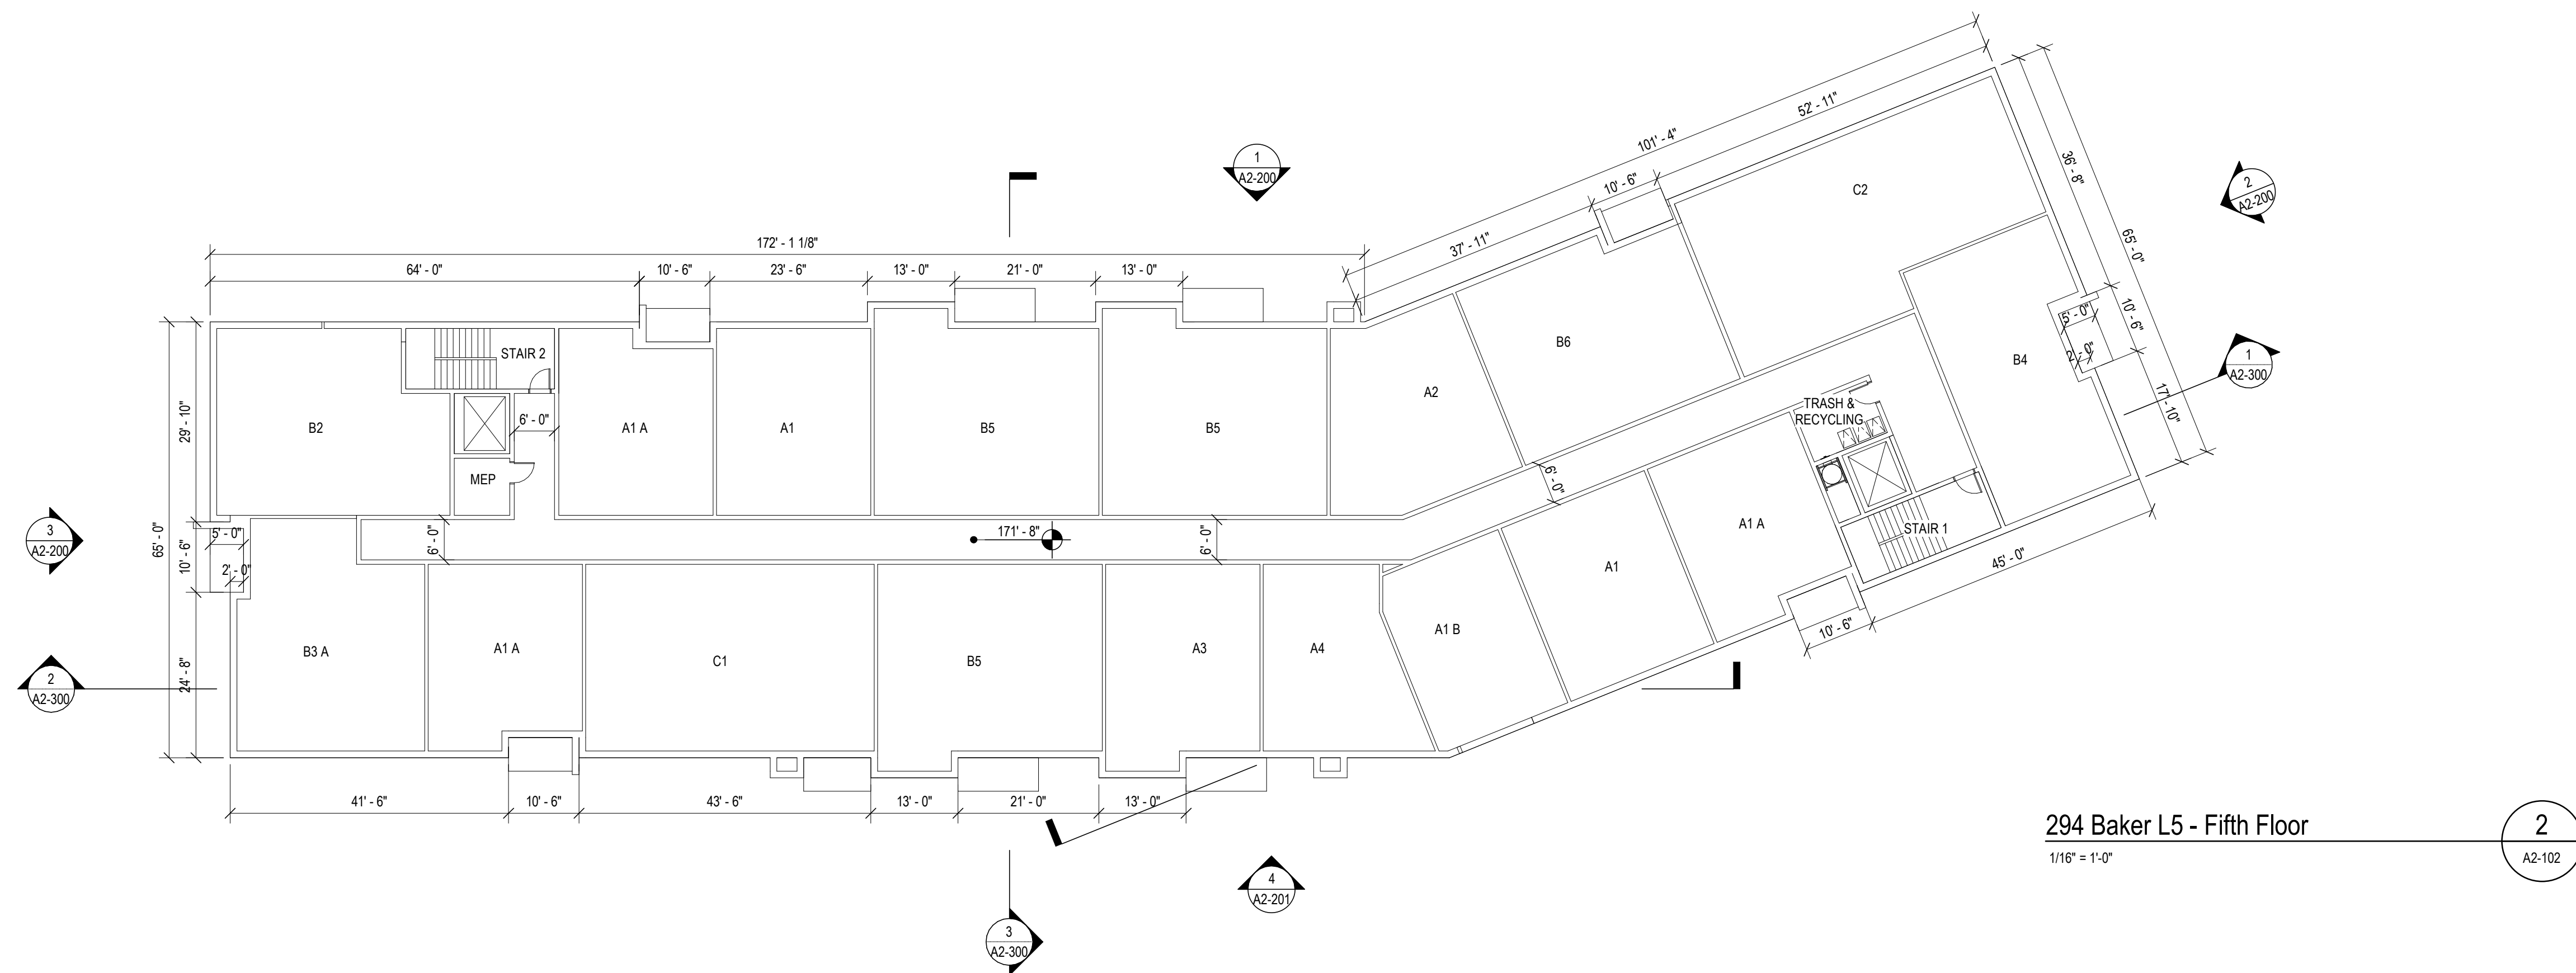 101' - 4"
52' - 11"
10' - 6"
37' - 11"
36' - 8"
65' - 0"
10' - 6"
17' - 10"
1
A2-200
2
A2-200
1
A2-300
172' - 1 1/8"
64' - 0"
10' - 6"
23' - 6"
13' - 0"
21' - 0"
13' - 0"
C2
B6
A2
B4
5' - 0"
2' - 0"
STAIR 2
6' - 0"
B2
A1 A
A1
B5
B5
MEP
TRASH &
RECYCLING
29' - 10"
65' - 0"
10' - 6"
24' - 8"
5' - 0"
2' - 0"
3
A2-200
6' - 0"
171' - 8"
6' - 0"
6' - 0"
A1 A
STAIR 1
A1
A1 B
45' - 0"
10' - 6"
B3 A
A1 A
C1
B5
A3
A4
2
A2-300
41' - 6"
10' - 6"
43' - 6"
13' - 0"
21' - 0"
13' - 0"
4
A2-201
3
A2-300
294 Baker L5 - Fifth Floor
1/16" = 1'-0"
2
A2-102